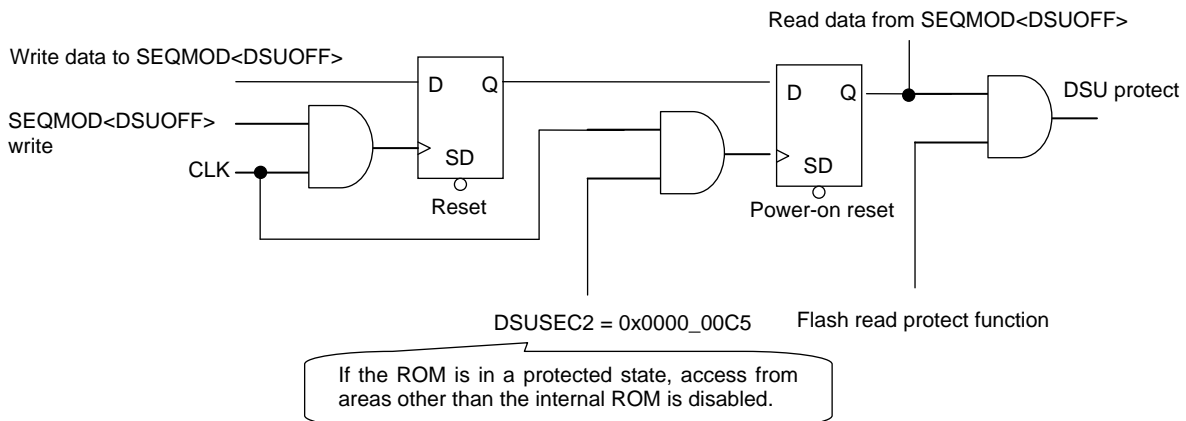 Read data from SEQMOD<DSUOFF>
Write data to SEQMOD<DSUOFF>
D
Q
D
Q
DSU protect
SEQMOD<DSUOFF>
write
SD
SD
CLK
Reset
Power-on reset
DSUSEC2 = 0x0000_00C5
Flash read protect function
If the ROM is in a protected state, access from
areas other than the internal ROM is disabled.